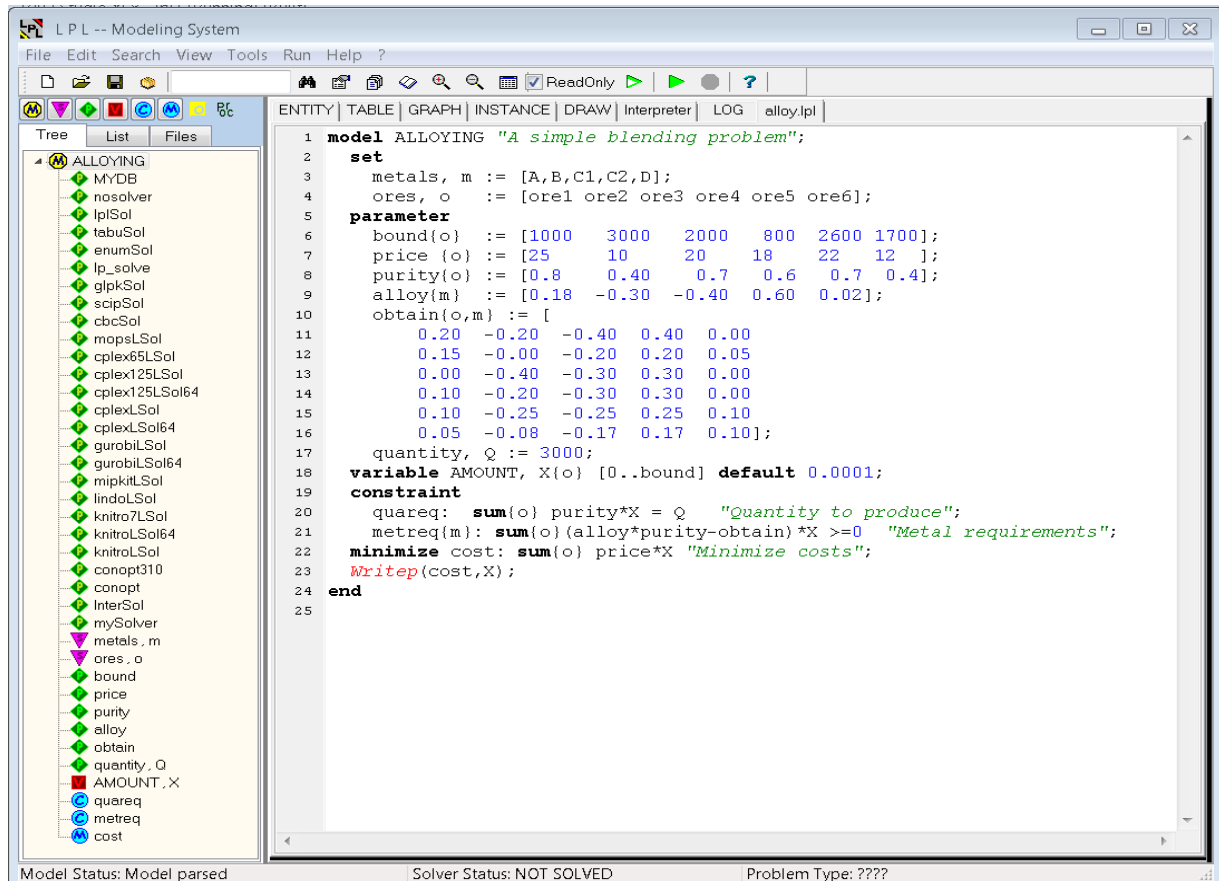 L P L -- Modeling System
File Edit Search View Tools Run Help ?
ReadOnly
ENTITY TABLE GRAPH INSTANCE DRAW Interpreter LOG alloy.lpl
Tree List Files
ALLOYING
MYDB
nosolver
lplSol
tabuSol
enumSol
lp_solve
glpkSol
scipSol
cbcSol
mopsLSol
cplex65LSol
cplex125LSol
cplex125LSol64
cplexLSol
cplexLSol64
gurobiLSol
gurobiLSol64
mipkitLSol
lindoLSol
knitro7LSol
knitroLSol64
knitroLSol
conopt310
conopt
InterSol
mySolver
metals , m
ores , o
bound
price
purity
alloy
obtain
quantity , Q
AMOUNT , X
quareq
metreq
cost
1 model ALLOYING "A simple blending problem";
2 set
3 metals, m := [A,B,C1,C2,D];
4 ores, o := [ore1 ore2 ore3 ore4 ore5 ore6];
5 parameter
6 bound{o} := [1000 3000 2000 800 2600 1700];
7 price {o} := [25 10 20 18 22 12 ];
8 purity{o} := [0.8 0.40 0.7 0.6 0.7 0.4];
9 alloy{m} := [0.18 -0.30 -0.40 0.60 0.02];
10 obtain{o,m} := [
11 0.20 -0.20 -0.40 0.40 0.00
12 0.15 -0.00 -0.20 0.20 0.05
13 0.00 -0.40 -0.30 0.30 0.00
14 0.10 -0.20 -0.30 0.30 0.00
15 0.10 -0.25 -0.25 0.25 0.10
16 0.05 -0.08 -0.17 0.17 0.10];
17 quantity, Q := 3000;
18 variable AMOUNT, X{o} [0..bound] default 0.0001;
19 constraint
20 quareq: sum{o} purity*X = Q "Quantity to produce";
21 metreq{m}: sum{o}(alloy*purity-obtain)*X >=0 "Metal requirements";
22 minimize cost: sum{o} price*X "Minimize costs";
23 Writep(cost,X);
24 end
25
Model Status: Model parsed Solver Status: NOT SOLVED Problem Type: ????